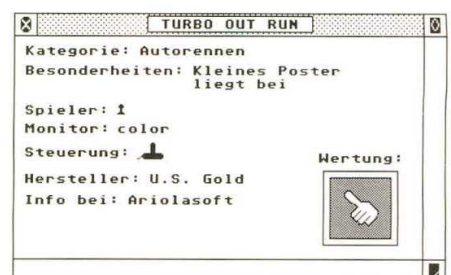 TURBO OUT RUN
Kategorie: Autorennen
Besonderheiten: Kleines Poster
liegt bei
Spieler: 1
Monitor: color
Steuerung:
Wertung:
Hersteller: U.S. Gold
Info bei: Ariolasoft